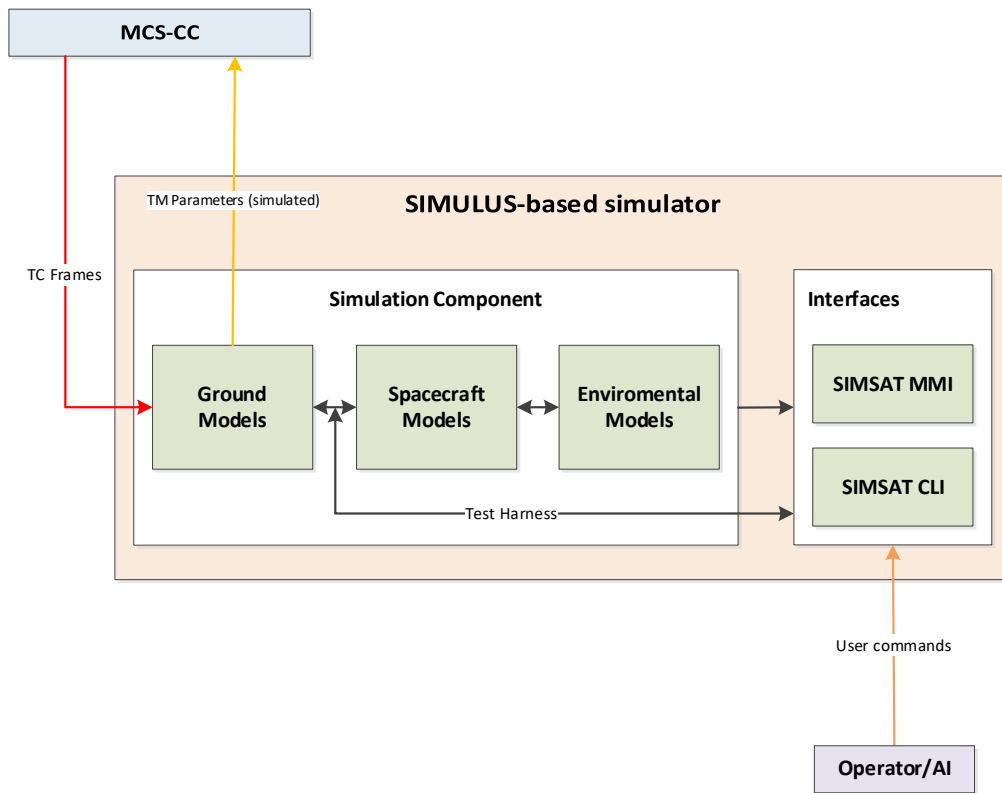 MCS-CC
TM Parameters (simulated)
SIMULUS-based simulator
TC Frames
Simulation Component
Interfaces
Ground
Models
Spacecraft
Models
Enviromental
Models
SIMSAT MMI
SIMSAT CLI
Test Harness
User commands
Operator/AI